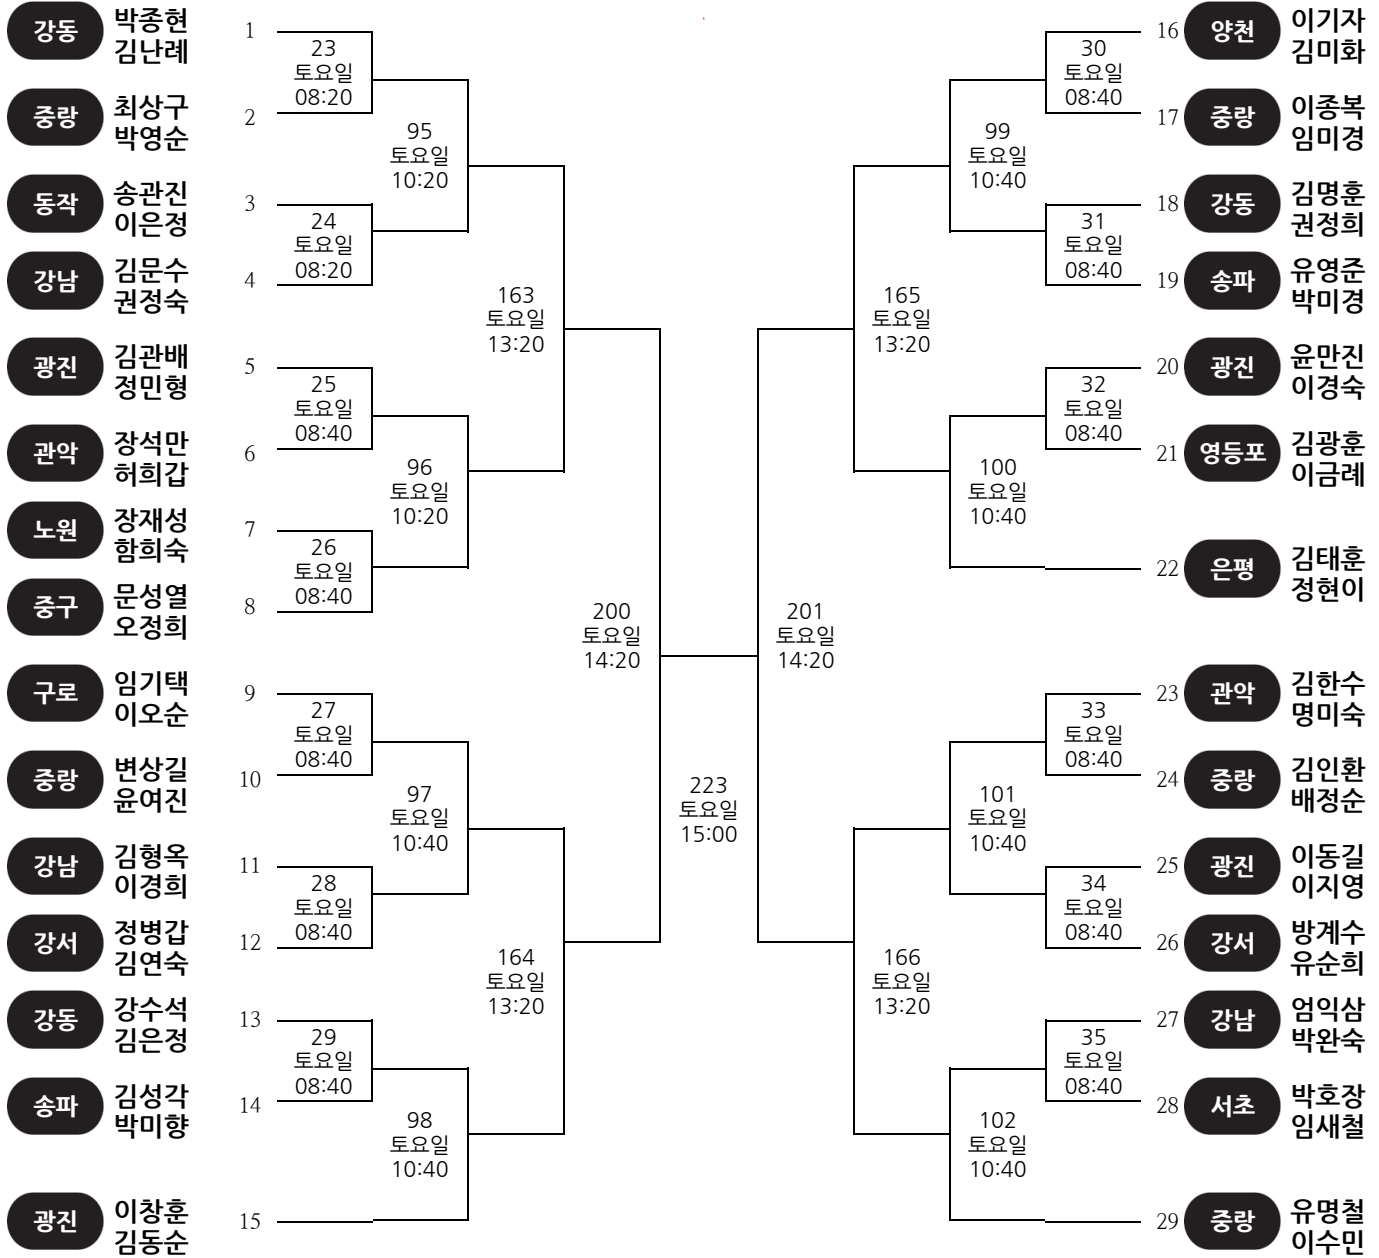 강동 박종현 김난례 1
중랑 최상구 박영순 2
23 토요일 08:20
동작 송관진 이은정 3
강남 김문수 권정숙 4
24 토요일 08:20
95 토요일 10:20
광진 김관배 정민형 5
관악 장석만 허희갑 6
25 토요일 08:40
노원 장재성 함희숙 7
중구 문성열 오정희 8
26 토요일 08:40
96 토요일 10:20
163 토요일 13:20
구로 임기택 이오순 9
중랑 변상길 윤여진 10
27 토요일 08:40
강남 김형옥 이경희 11
강서 정병갑 김연숙 12
28 토요일 08:40
97 토요일 10:40
강동 강수석 김은정 13
송파 김성각 박미향 14
29 토요일 08:40
광진 이창훈 김동순 15
98 토요일 10:40
164 토요일 13:20
200 토요일 14:20
223 토요일 15:00
201 토요일 14:20
16 양천 이기자 김미화
17 중랑 이종복 임미경
30 토요일 08:40
18 강동 김명훈 권정희
19 송파 유영준 박미경
31 토요일 08:40
99 토요일 10:40
20 광진 윤만진 이경숙
21 영등포 김광훈 이금례
32 토요일 08:40
22 은평 김태훈 정현이
100 토요일 10:40
165 토요일 13:20
23 관악 김한수 명미숙
24 중랑 김인환 배정순
33 토요일 08:40
25 광진 이동길 이지영
26 강서 방계수 유순희
34 토요일 08:40
101 토요일 10:40
27 강남 엄익삼 박완숙
28 서초 박호장 임새철
35 토요일 08:40
29 중랑 유명철 이수민
102 토요일 10:40
166 토요일 13:20